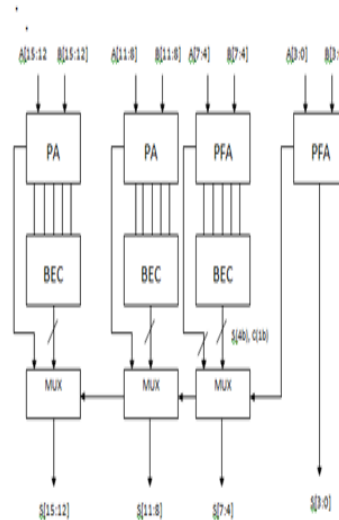 A[15:12 B[15:12] A[11:8] B[11:8] A[7:4] B[7:4] A[3:0] B[3:
PA PA PFA PFA
BEC BEC BEC
S(4b), C(1b)
MUX MUX MUX
S[15:12] S[11:8] S[7:4] S[3:0]